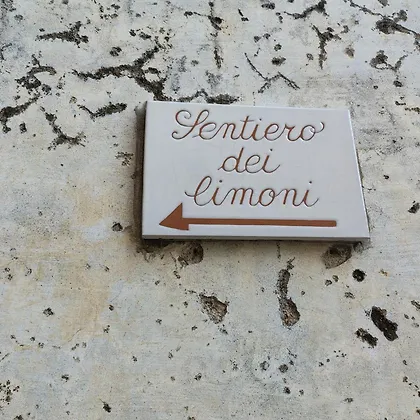 Sentiero
dei
limoni